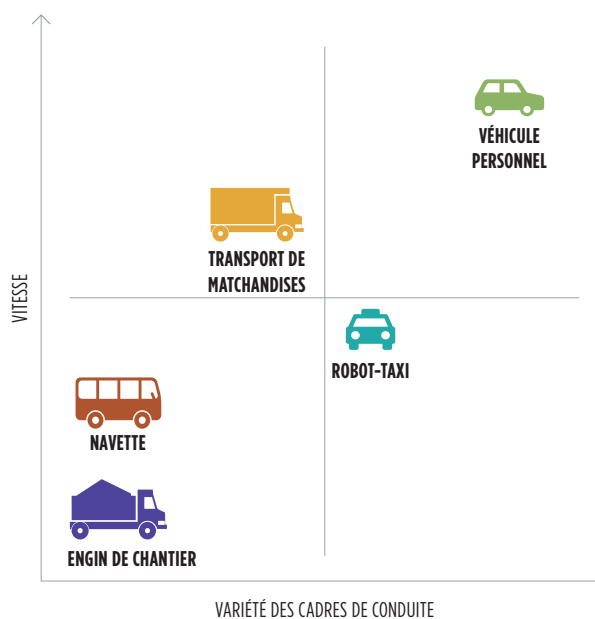 VÉHICULE
PERSONNEL
TRANSPORT DE
MATCHANDISES
VITESSE
ROBOT-TAXI
NAVETTE
ENGIN DE CHANTIER
VARIÉTÉ DES CADRES DE CONDUITE